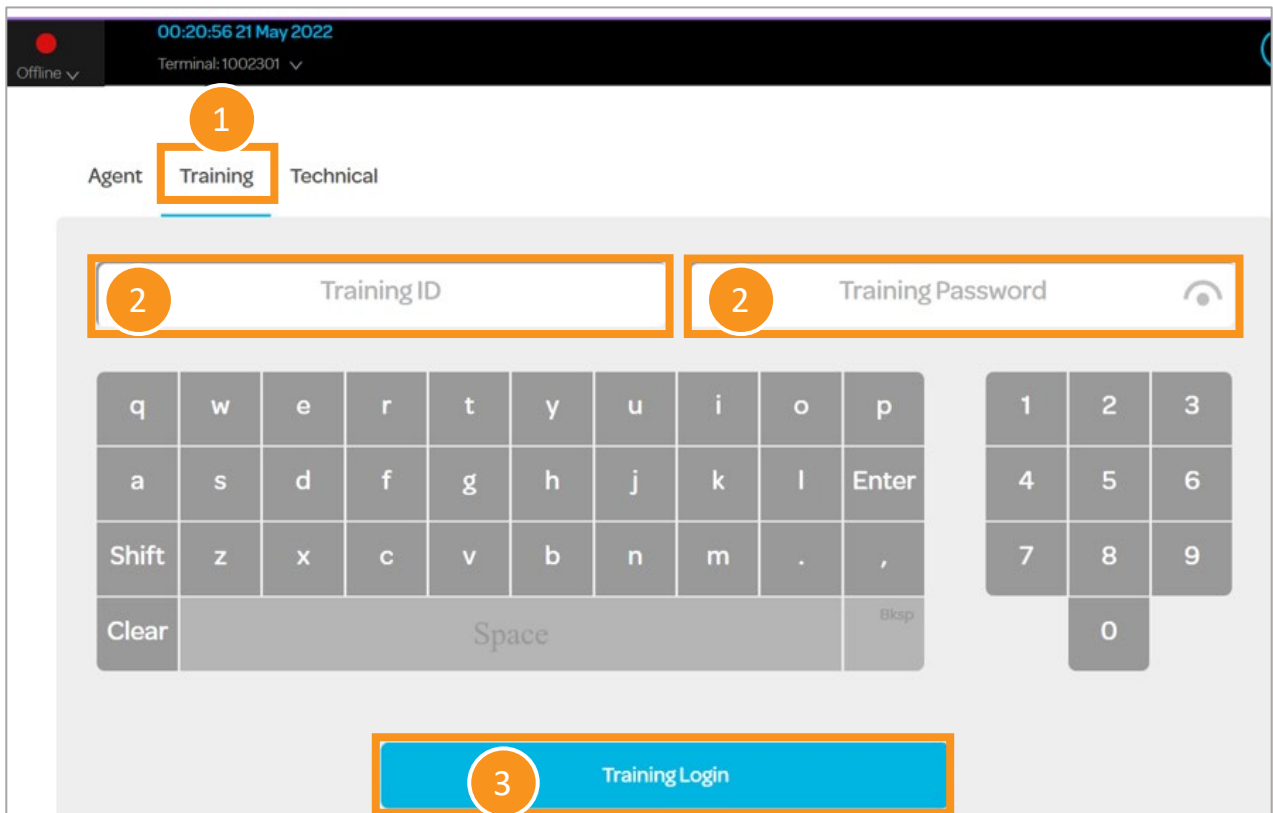 00:20:56 21 May 2022
Offline
Terminal: 1002301
1
Agent Training Technical
2 Training ID 2 Training Password
q w e r t y u i o p 1 2 3
a s d f g h j k l Enter 4 5 6
Shift z x c v b n m . , 7 8 9
Clear Space Bksp 0
3 Training Login